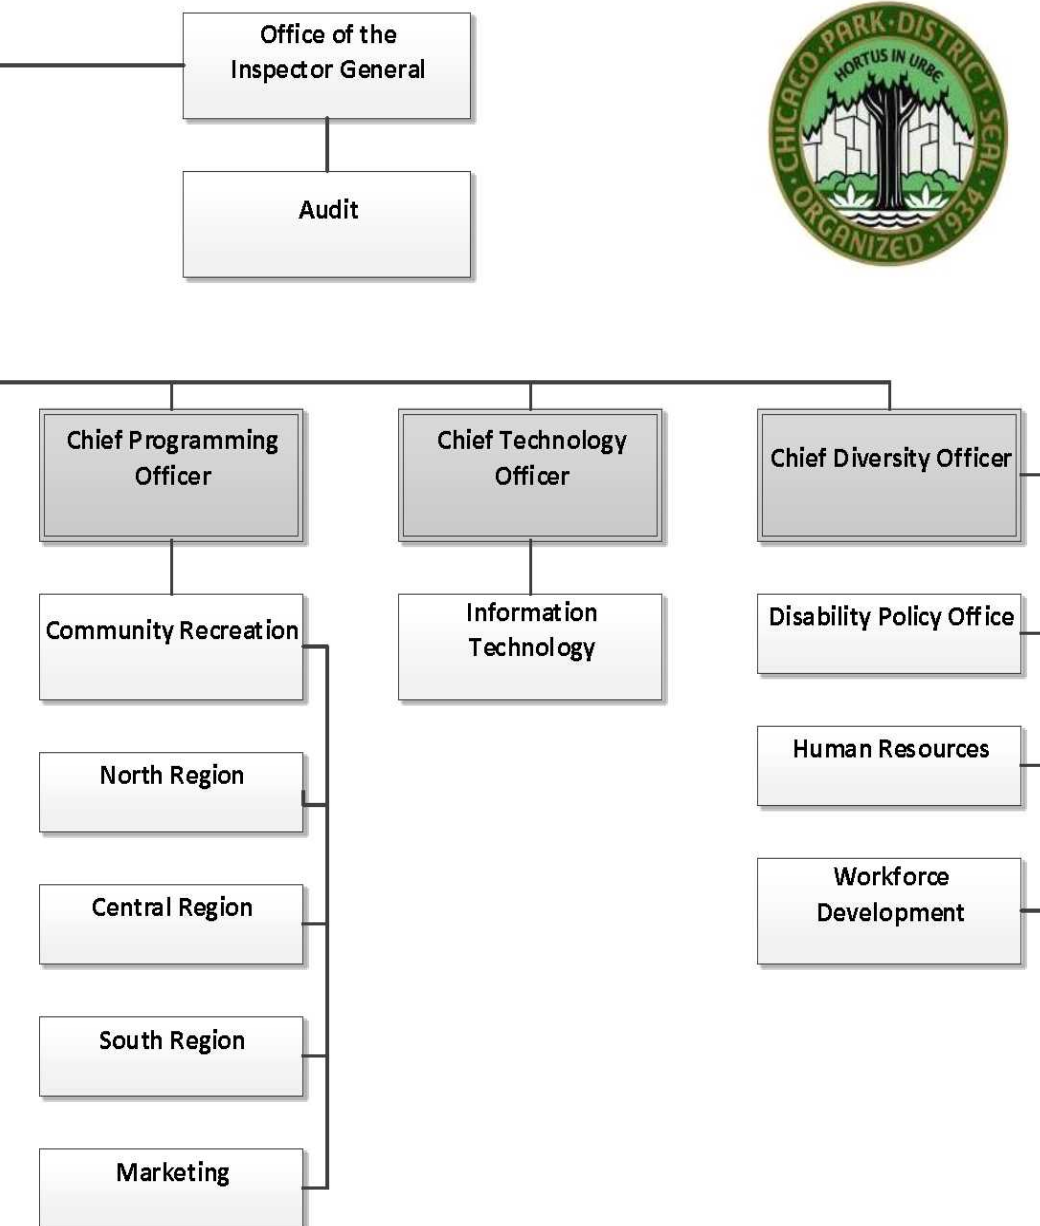 Office of the
Inspector General
CHICAGO · PARK · DISTRICT · SEAL ·
HORTUS IN URBE
· ORGANIZED · 1934 ·
Audit
Chief Programming
Officer
Chief Technology
Officer
Chief Diversity Officer
Community Recreation
Information
Technology
Disability Policy Office
North Region
Human Resources
Central Region
Workforce
Development
South Region
Marketing